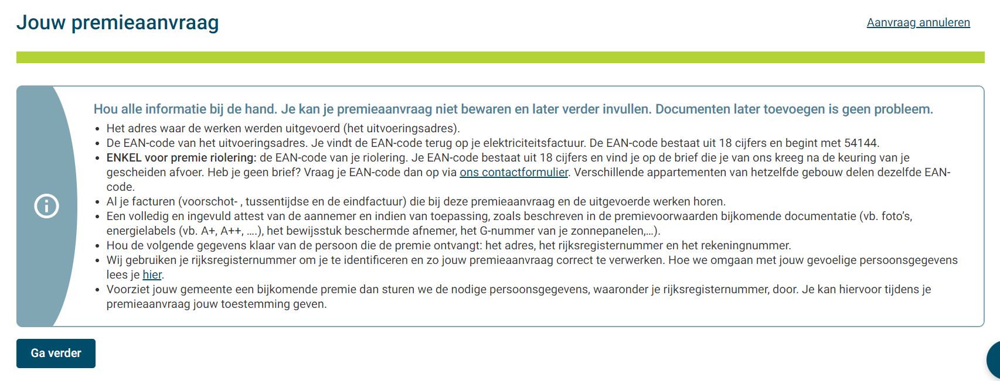 Jouw premieaanvraag
Aanvraag annuleren
Hou alle informatie bij de hand. Je kan je premieaanvraag niet bewaren en later verder invullen. Documenten later toevoegen is geen probleem.
• Het adres waar de werken werden uitgevoerd (het uitvoeringsadres).
• De EAN-code van het uitvoeringsadres. Je vindt de EAN-code terug op je elektriciteitsfactuur. De EAN-code bestaat uit 18 cijfers en begint met 54144.
• ENKEL voor premie riolering: de EAN-code van je riolering. Je EAN-code bestaat uit 18 cijfers en vind je op de brief die je van ons kreeg na de keuring van je
gescheiden afvoer. Heb je geen brief? Vraag je EAN-code dan op via ons contactformulier. Verschillende appartementen van hetzelfde gebouw delen dezelfde EAN-
code.
• Al je facturen (voorschot- , tussentijdse en de eindfactuur) die bij deze premieaanvraag en de uitgevoerde werken horen.
• Een volledig en ingevuld attest van de aannemer en indien van toepassing, zoals beschreven in de premievoorwaarden bijkomende documentatie (vb. foto’s,
energielabels (vb. A+, A++, ….), het bewijsstuk beschermde afnemer, het G-nummer van je zonnepanelen,…).
• Hou de volgende gegevens klaar van de persoon die de premie ontvangt: het adres, het rijksregisternummer en het rekeningnummer.
• Wij gebruiken je rijksregisternummer om je te identificeren en zo jouw premieaanvraag correct te verwerken. Hoe we omgaan met jouw gevoelige persoonsgegevens
lees je hier.
• Voorziet jouw gemeente een bijkomende premie dan sturen we de nodige persoonsgegevens, waaronder je rijksregisternummer, door. Je kan hiervoor tijdens je
premieaanvraag jouw toestemming geven.
Ga verder